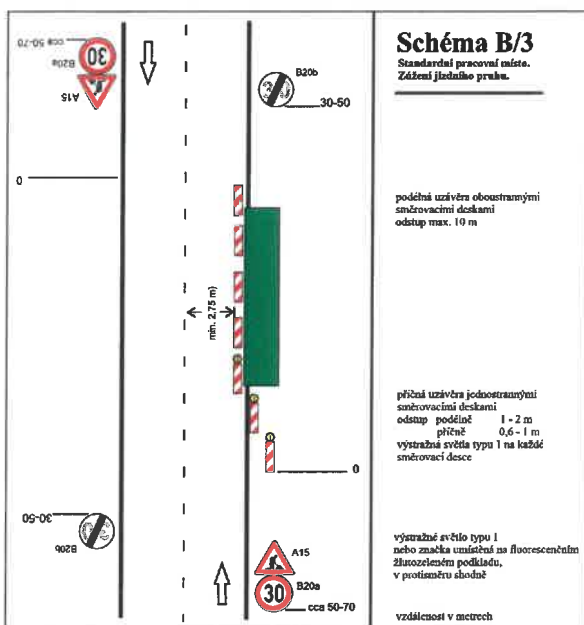 Schéma B/3
Standardní pracovní místo.
Zúžení jízdního pruhu.
cca 50-70
B20a
30
A15
B20b
30-50
0
podélná uzávěra oboustrannými
směrovacími deskami
odstup max. 10 m
min. 2,75 m
příčná uzávěra jednostrannými
směrovacími deskami
odstup podélně 1 - 2 m
příčně 0,6 - 1 m
výstražná světla typu 1 na každé
směrovací desce
0
30-50
B20b
výstražné světlo typu 1
nebo značka umístěná na fluorescenčním
žlutozeleném podkladu,
v protisměru shodně
A15
B20a
30
cca 50-70
vzdálenost v metrech